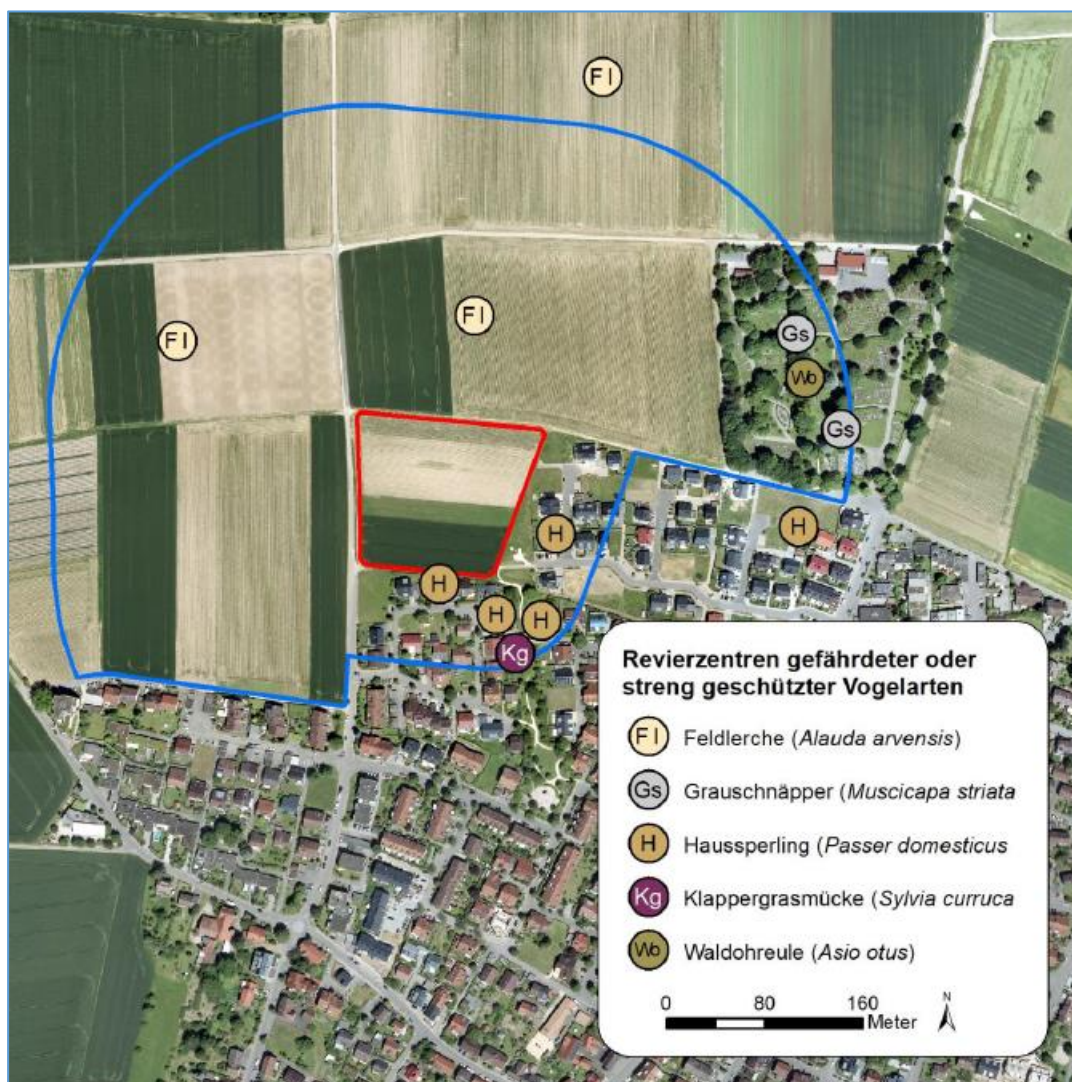 Fl
Fl
Fl
Gs
Wo
Gs
H
H
H
H
H
Kg
Revierzentren gefährdeter oder
streng geschützter Vogelarten
Fl Feldlerche (Alauda arvensis)
Gs Grauschnäpper (Muscicapa striata
H Haussperling (Passer domesticus
Kg Klappergrasmücke (Sylvia curruca
Wo Waldohreule (Asio otus)
0 80 160
Meter
N